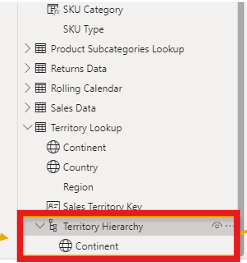 SKU Category
SKU Type
Product Subcategories Lookup
Returns Data
Rolling Calendar
Sales Data
Territory Lookup
Continent
Country
Region
Sales Territory Key
Territory Hierarchy
Continent